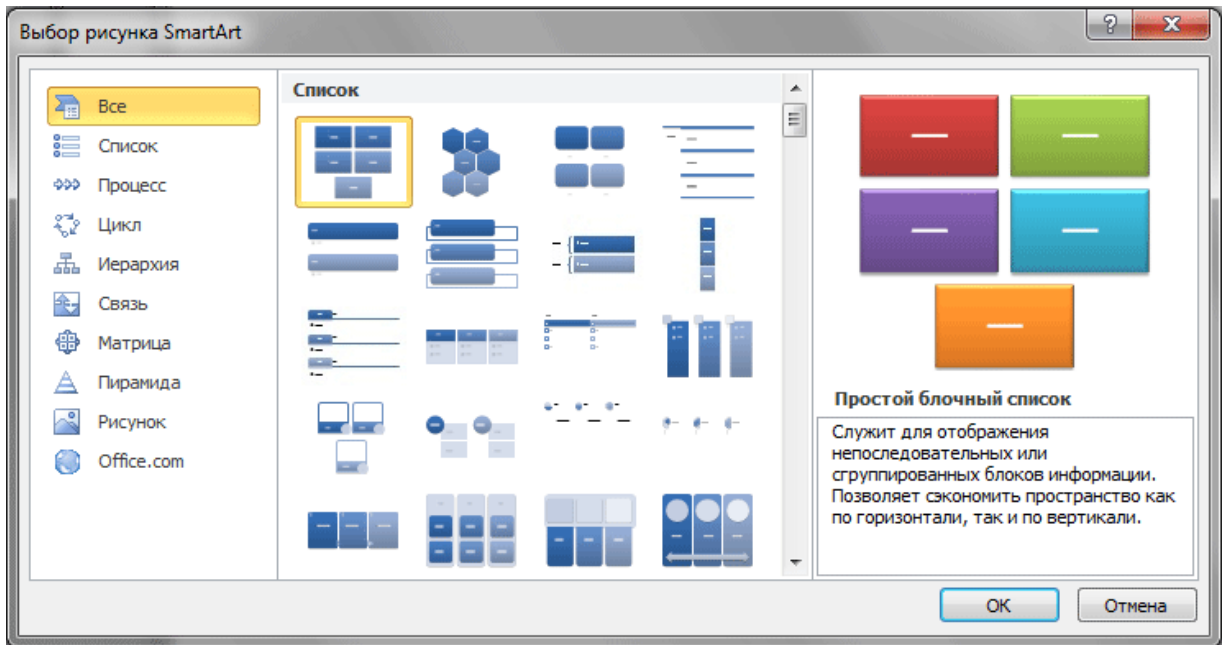 Выбор рисунка SmartArt
Все
Список
Процесс
Цикл
Иерархия
Связь
Матрица
Пирамида
Рисунок
Office.com
Список
Простой блочный список
Служит для отображения
непоследовательных или
сгруппированных блоков информации.
Позволяет сэкономить пространство как
по горизонтали, так и по вертикали.
ОК
Отмена